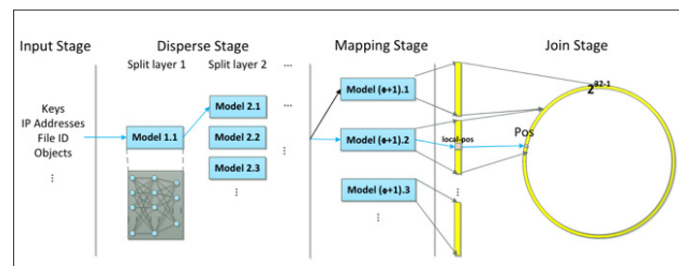 Input Stage
Disperse Stage
Mapping Stage
Join Stage
Split layer 1
Split layer 2
...
Keys
IP Addresses
File ID
Objects
⋮
Model 1.1
Model 2.1
...
Model 2.2
...
Model 2.3
⋮
Model (Φ+1).1
Model (Φ+1).2
Model (Φ+1).3
⋮
local-pos
⋮
Pos
2^32-1